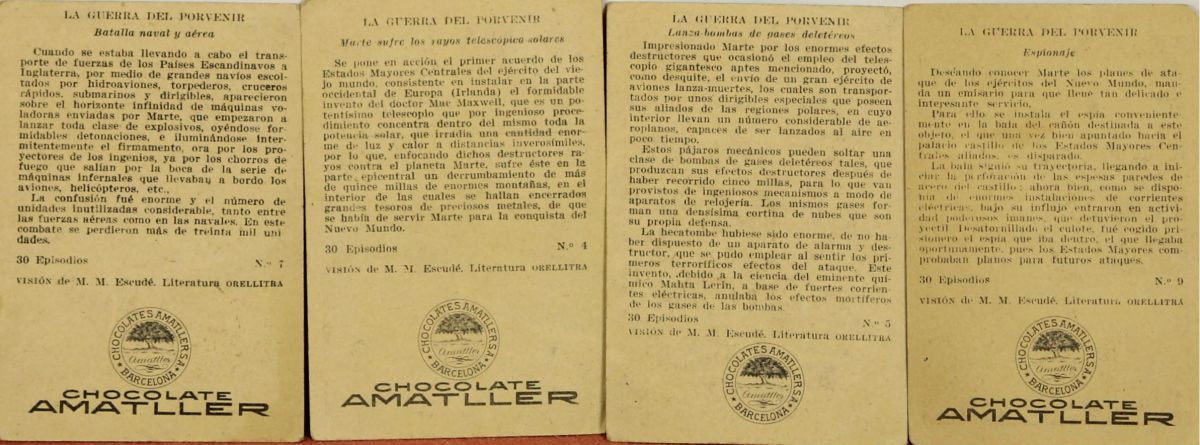 LA GUERRA DEL PORVENIR
Batalla naval y aérea
Cuando se estaba llevando a cabo el trans-
porte de fuerzas de los Países Escandinavos a
Inglaterra, por medio de grandes navíos escol-
tados por hidroaviones, torpederos, cruceros
rápidos, submarinos y dirigibles, aparecieron
sobre el horizonte infinidad de máquinas vo-
ladoras enviadas por Marte, que empezaron a
lanzar toda clase de explosivos, oyéndose for-
midables detonaciones, e iluminándose inter-
mitentemente el firmamento, ora por los pro-
yectores de los ingenios, ya por los chorros de
fuego que salían por la boca de la serie de
máquinas infernales que llevaban a bordo los
aviones, helicópteros, etc.,
La confusión fué enorme y el número de
unidades inutilizadas considerable, tanto entre
las fuerzas aéreas como en las navales. En este
combate se perdieron más de treinta mil uni
dades.
30 Episodios N.º 7
VISIÓN de M. M. Escudé. Literatura ORELLITRA
CHOCOLATES AMATLLER S.A.
Amatller
BARCELONA
CHOCOLATE
AMATLLER
LA GUERRA DEL PORVENIR
Marte sufre los rayos telescópico-solares
Se pone en acción el primer acuerdo de los
Estados Mayores Centrales del ejército del vie-
jo mundo, consistente en instalar en la parte
occidental de Europa (Irlanda) el formidable
invento del doctor Mac Maxwell, que es un po-
tentísimo telescopio que por ingenioso proce-
dimiento concentra dentro del mismo toda la
potencia solar, que irradia una cantidad enor-
me de luz y calor a distancias inverosímiles,
por lo que, enfocando dichos destructores ra-
yos contra el planeta Marte, sufre éste en la
parte epicentral un derrumbamiento de más
de quince millas de enormes montañas, en el
interior de las cuales se hallan encerrados
grandes tesoros de preciosos metales, de que
se había de servir Marte para la conquista del
Nuevo Mundo.
30 Episodios N.º 4
VISIÓN de M. M. Escudé. Literatura ORELLITRA
CHOCOLATES AMATLLER S.A.
Amatller
BARCELONA
CHOCOLATE
AMATLLER
LA GUERRA DEL PORVENIR
Lanza-bombas de gases deletéreos
Impresionado Marte por los enormes efectos
destructores que ocasionó el empleo del teles-
copio gigantesco aptes mencionado, proyectó,
como desquite, el envío de un gran ejército de
aviones lanza-muertes, los cuales son transpor-
tados por unos dirigibles especiales que poseen
sus aliados de las regiones polares, en cuyo
interior llevan un número considerable de ae-
roplanos, capaces de ser lanzados al aire en
poco tiempo.
Estos pájaros mecánicos pueden soltar una
clase de bombas de gases deletéreos tales, que
produzcan sus efectos destructores después de
haber recorrido cinco millas, para lo que van
provistos de ingeniosos mecanismos a modo de
aparatos de relojería. Los mismos gases for-
man una densísima cortina de nubes que son
su propia defensa.
La hecatombe hubiese sido enorme, de no ha-
ber dispuesto de un aparato de alarma y des-
tructor, que se pudo emplear al sentir los pri-
meros terroríficos efectos del ataque. Este
invento, debido a la ciencia del eminente quí-
mico Mahta Lerin, a base de fuertes corrien-
tes eléctricas, anulaba los efectos mortíferos
de los gases de las bombas.
30 Episodios N.º 5
VISIÓN de M. M. Escudé. Literatura ORELLITRA
CHOCOLATES AMATLLER S.A.
Amatller
BARCELONA
LA GUERRA DEL PORVENIR
Espionaje
Deseando conocer Marte los planes de ata-
que de los ejércitos del Nuevo Mundo, man-
da un emisario para que llene tan delicado e
interesante servicio.
Para ello se instala el espía conveniente-
mente en la bala del cañón destinada a este
objeto, el que una vez bien apuntado hacia el
palacio castillo de los Estados Mayores Cen-
trales aliados, es disparado.
La bala siguió su trayectoria, llegando a ini-
ciar la perforación de las espesas paredes de
acero del castillo; ahora bien, como se dispo-
nía de enormes instalaciones de corrientes
eléctricas, bajo su influjo entraron en activi-
dad poderosos imanes, que detuvieron el pro-
yectil Desatornillado el culote, fué cogido pri-
sionero el espía que iba dentro, el que llegaba
oportunamente, pues los Estados Mayores com-
probaban planos para futuros ataques.
30 Episodios N.º 9
VISIÓN de M. M. Escudé. Literatura ORELLITRA
CHOCOLATES AMATLLER S.A.
Amatller
BARCELONA
CHOCOLATE
AMATLLER